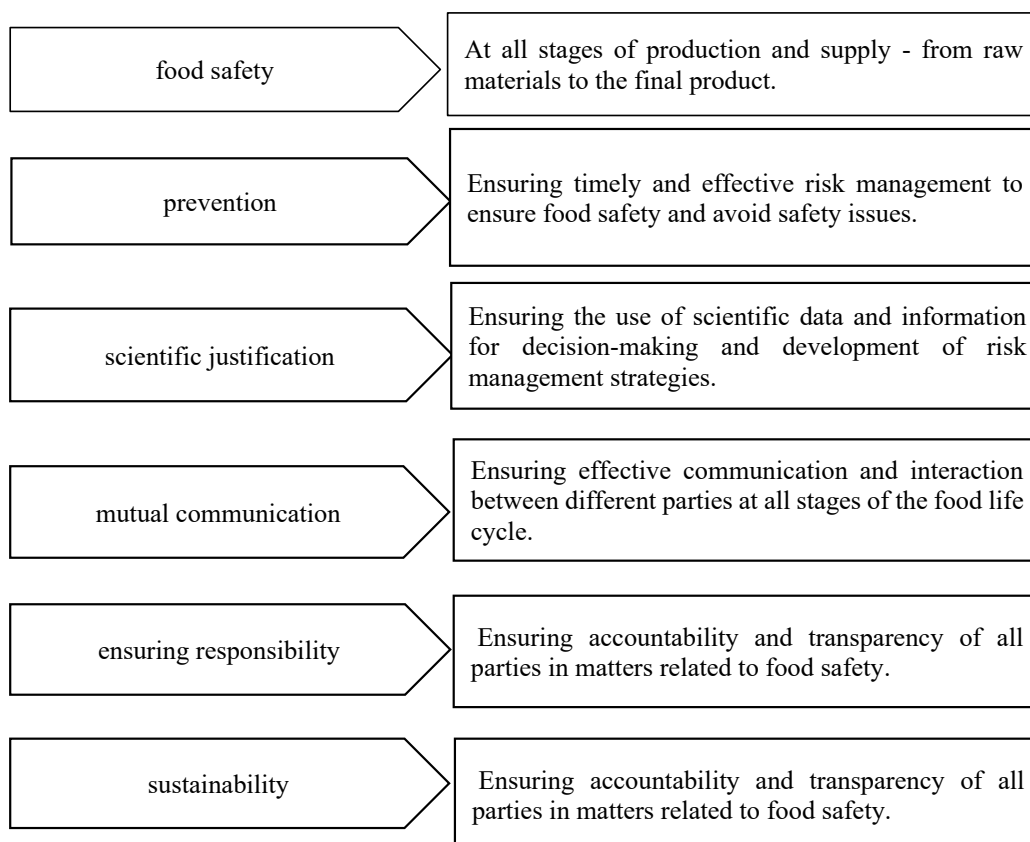 food safety
At all stages of production and supply - from raw
materials to the final product.
prevention
Ensuring timely and effective risk management to
ensure food safety and avoid safety issues.
scientific justification
Ensuring the use of scientific data and information
for decision-making and development of risk
management strategies.
mutual communication
Ensuring effective communication and interaction
between different parties at all stages of the food life
cycle.
ensuring responsibility
Ensuring accountability and transparency of all
parties in matters related to food safety.
sustainability
Ensuring accountability and transparency of all
parties in matters related to food safety.